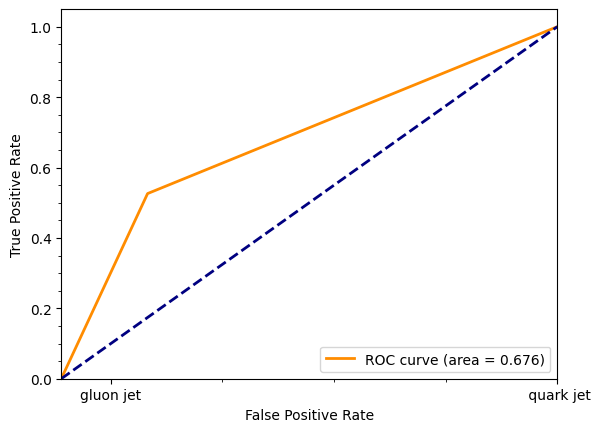 1.0
0.8
0.6
0.4
0.2
0.0
True Positive Rate
ROC curve (area = 0.676)
gluon jet
quark jet
False Positive Rate